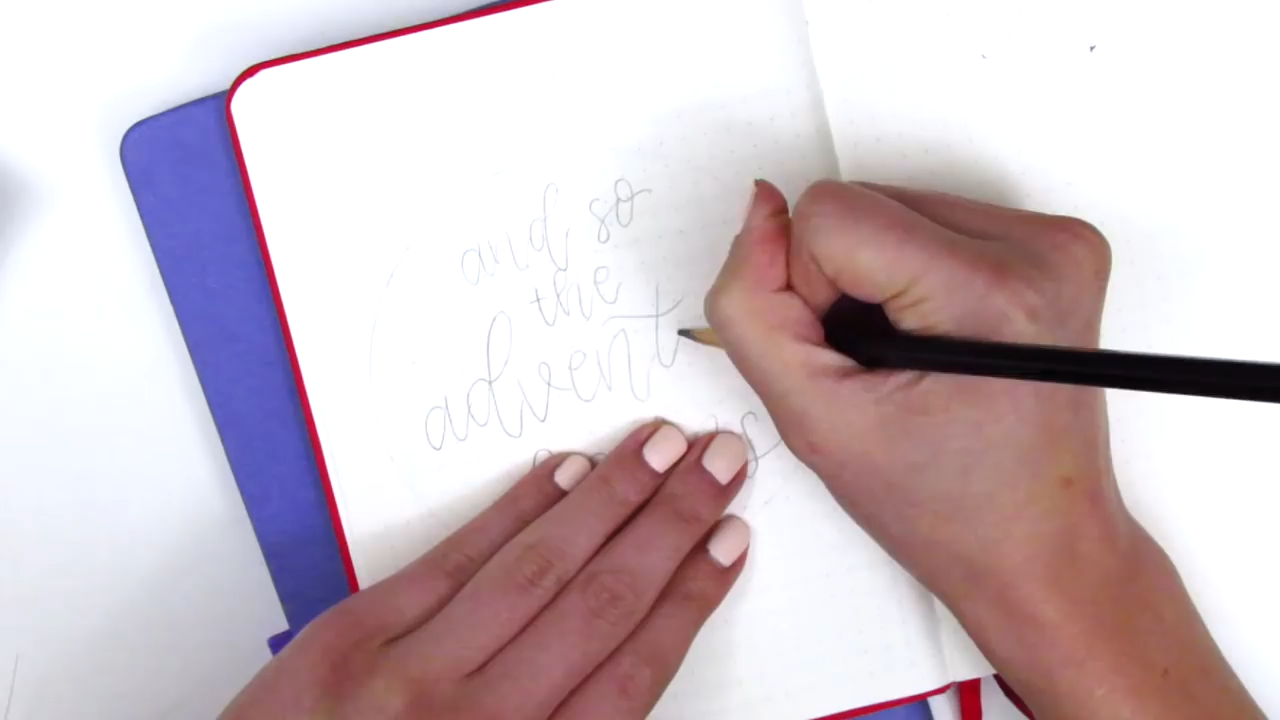 and so
the
advent